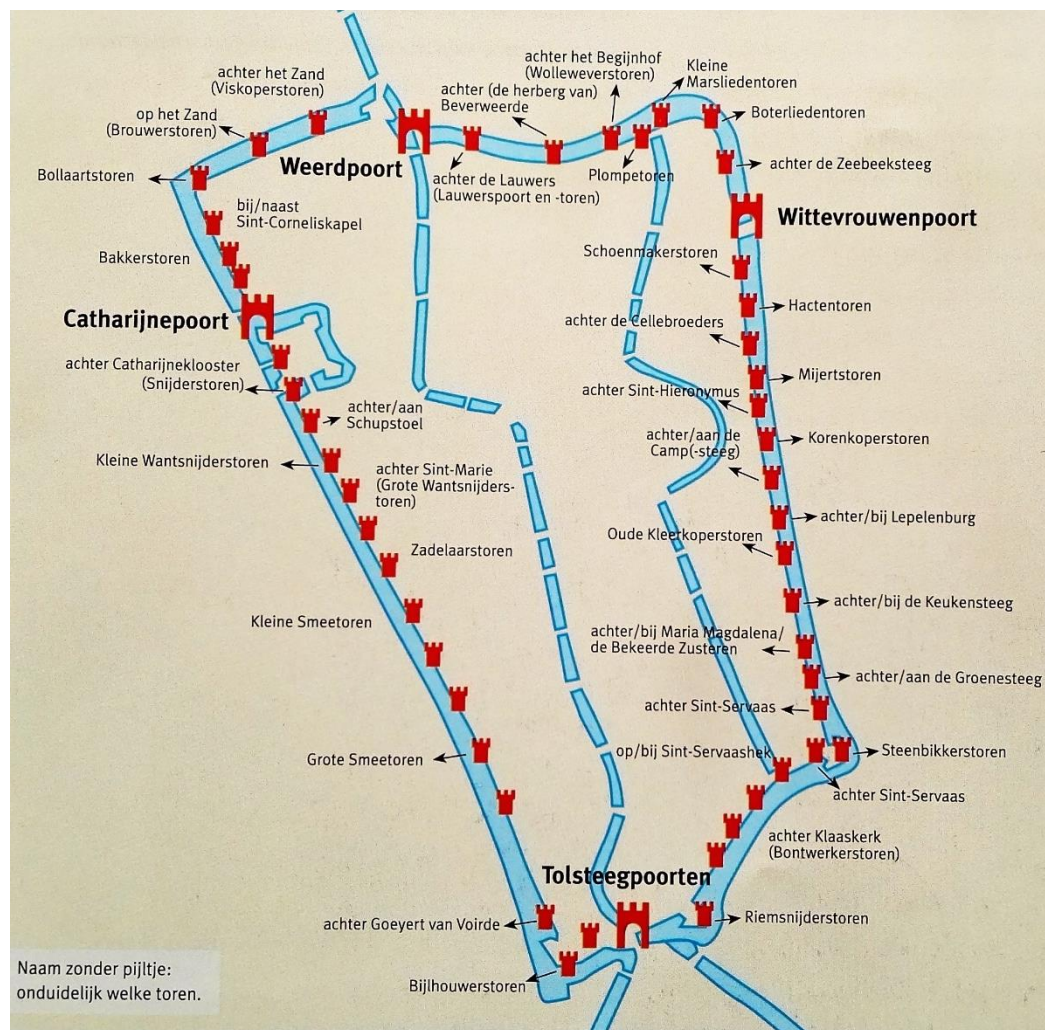 achter het Zand
(Viskoperstoren)
op het Zand
(Brouwerstoren)
Bollaartstoren
Weerdpoort
achter het Begijnhof
(Wolleweverstoren)
achter (de herberg van)
Beverweerde
Kleine
Marsliedentoren
Boterliedentoren
achter de Lauwers
(Lauwerspoort en -toren)
Plompetoren
achter de Zeebeeksteeg
bij/naast
Sint-Corneliskapel
Bakkerstoren
Wittevrouwenpoort
Schoenmakerstoren
Catharijnepoort
Hactentoren
achter de Cellebroeders
achter Catharijneklooster
(Snijderstoren)
Mijertstoren
achter Sint-Hieronymus
achter/aan
Schupstoel
Korenkoperstoren
achter/aan de
Camp(-steeg)
Kleine Wantsnijderstoren
achter Sint-Marie
(Grote Wantsnijders-
toren)
achter/bij Lepelenburg
Oude Kleerkoperstoren
Zadelaarstoren
achter/bij de Keukensteeg
Kleine Smeetoren
achter/bij Maria Magdalena/
de Bekeerde Zusteren
achter/aan de Groenesteeg
achter Sint-Servaas
Grote Smeetoren
op/bij Sint-Servaashek
Steenbikkerstoren
achter Sint-Servaas
achter Klaaskerk
(Bontwerkerstoren)
Tolsteegpoorten
achter Goeyert van Voirde
Riemsnijderstoren
Bijlhouwerstoren
Naam zonder pijltje:
onduidelijk welke toren.